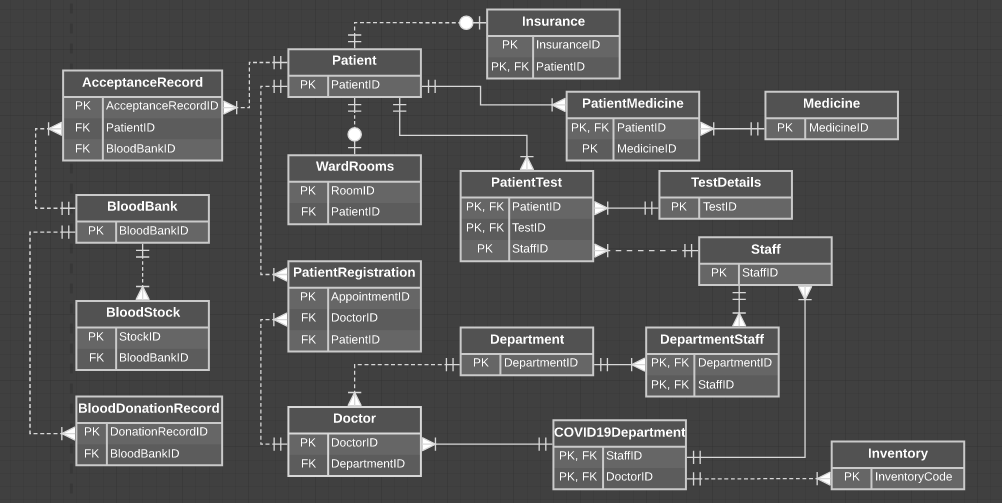 Insurance
PK InsuranceID
PK, FK PatientID
Patient
PK PatientID
AcceptanceRecord
PK AcceptanceRecordID
FK PatientID
FK BloodBankID
PatientMedicine
PK, FK PatientID
PK MedicineID
Medicine
PK MedicineID
WardRooms
PK RoomID
FK PatientID
PatientTest
PK, FK PatientID
PK, FK TestID
PK StaffID
TestDetails
PK TestID
BloodBank
PK BloodBankID
Staff
PK StaffID
PatientRegistration
PK AppointmentID
FK DoctorID
FK PatientID
BloodStock
PK StockID
FK BloodBankID
Department
PK DepartmentID
DepartmentStaff
PK, FK DepartmentID
PK, FK StaffID
BloodDonationRecord
PK DonationRecordID
FK BloodBankID
Doctor
PK DoctorID
FK DepartmentID
COVID19Department
PK, FK StaffID
PK, FK DoctorID
Inventory
PK InventoryCode